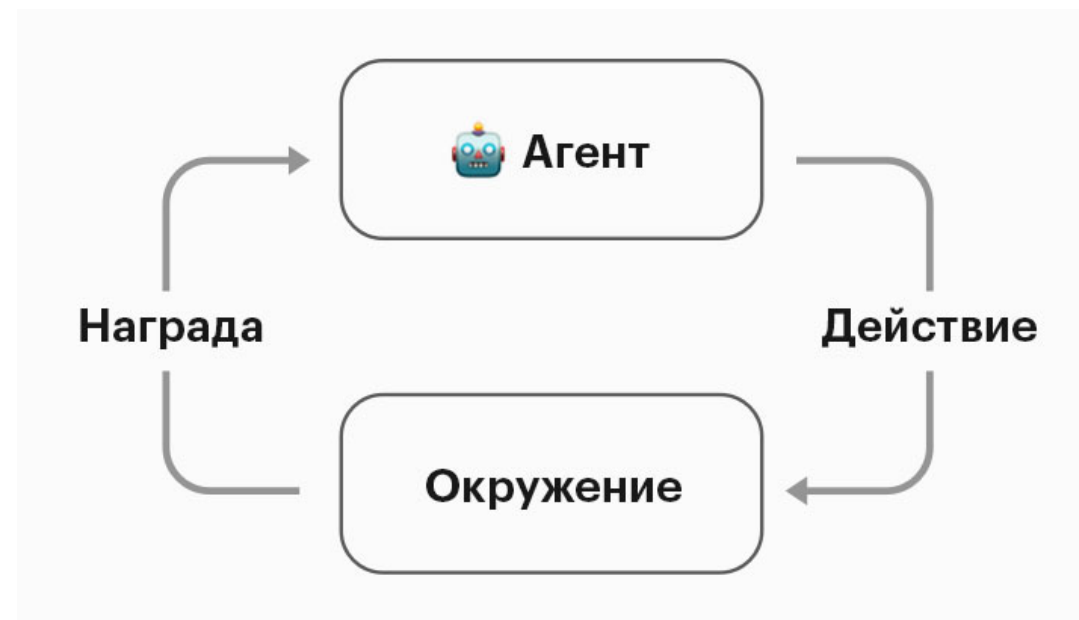 Агент
Награда
Действие
Окружение